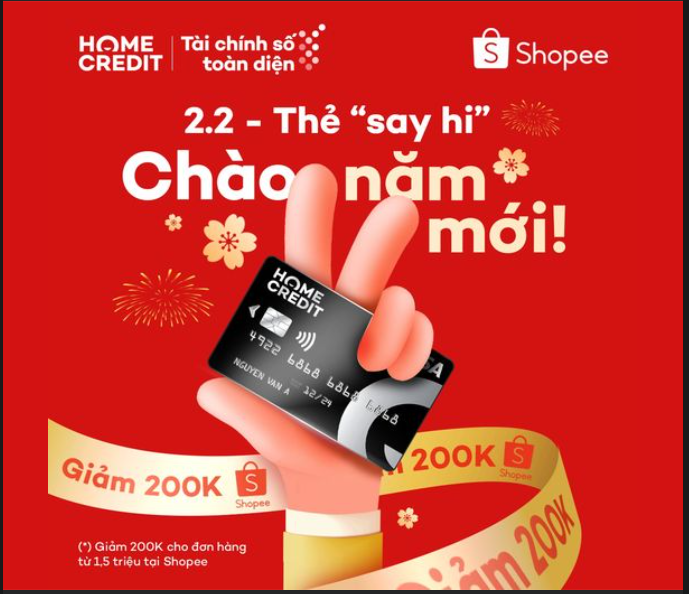 HOME
CREDIT
Tài chính số
toàn diện
S Shopee
2.2 - Thẻ “say hi”
Chào năm
mới!
HOME
CREDIT
4922 6868 6868 6868
NGUYEN VAN A 12/24
Giảm 200K
S
Shopee
200K
S
Shopee
Giảm 200K
(*) Giảm 200K cho đơn hàng
từ 1,5 triệu tại Shopee